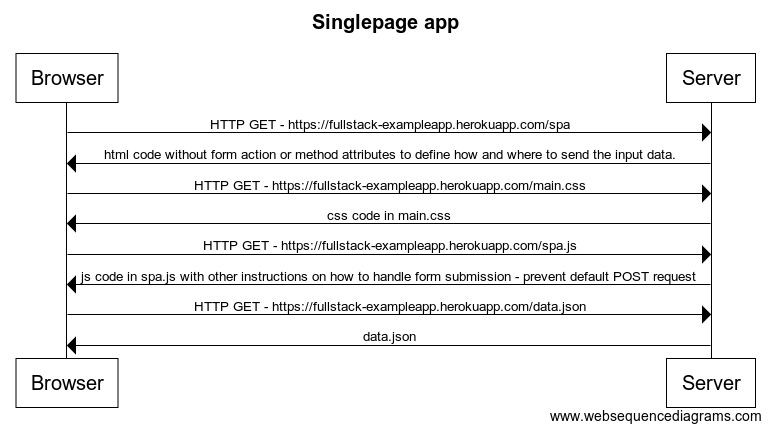 Singlepage app
Browser Server
HTTP GET - https://fullstack-exampleapp.herokuapp.com/spa
html code without form action or method attributes to define how and where to send the input data.
HTTP GET - https://fullstack-exampleapp.herokuapp.com/main.css
css code in main.css
HTTP GET - https://fullstack-exampleapp.herokuapp.com/spa.js
js code in spa.js with other instructions on how to handle form submission - prevent default POST request
HTTP GET - https://fullstack-exampleapp.herokuapp.com/data.json
data.json
Browser Server
www.websequencediagrams.com